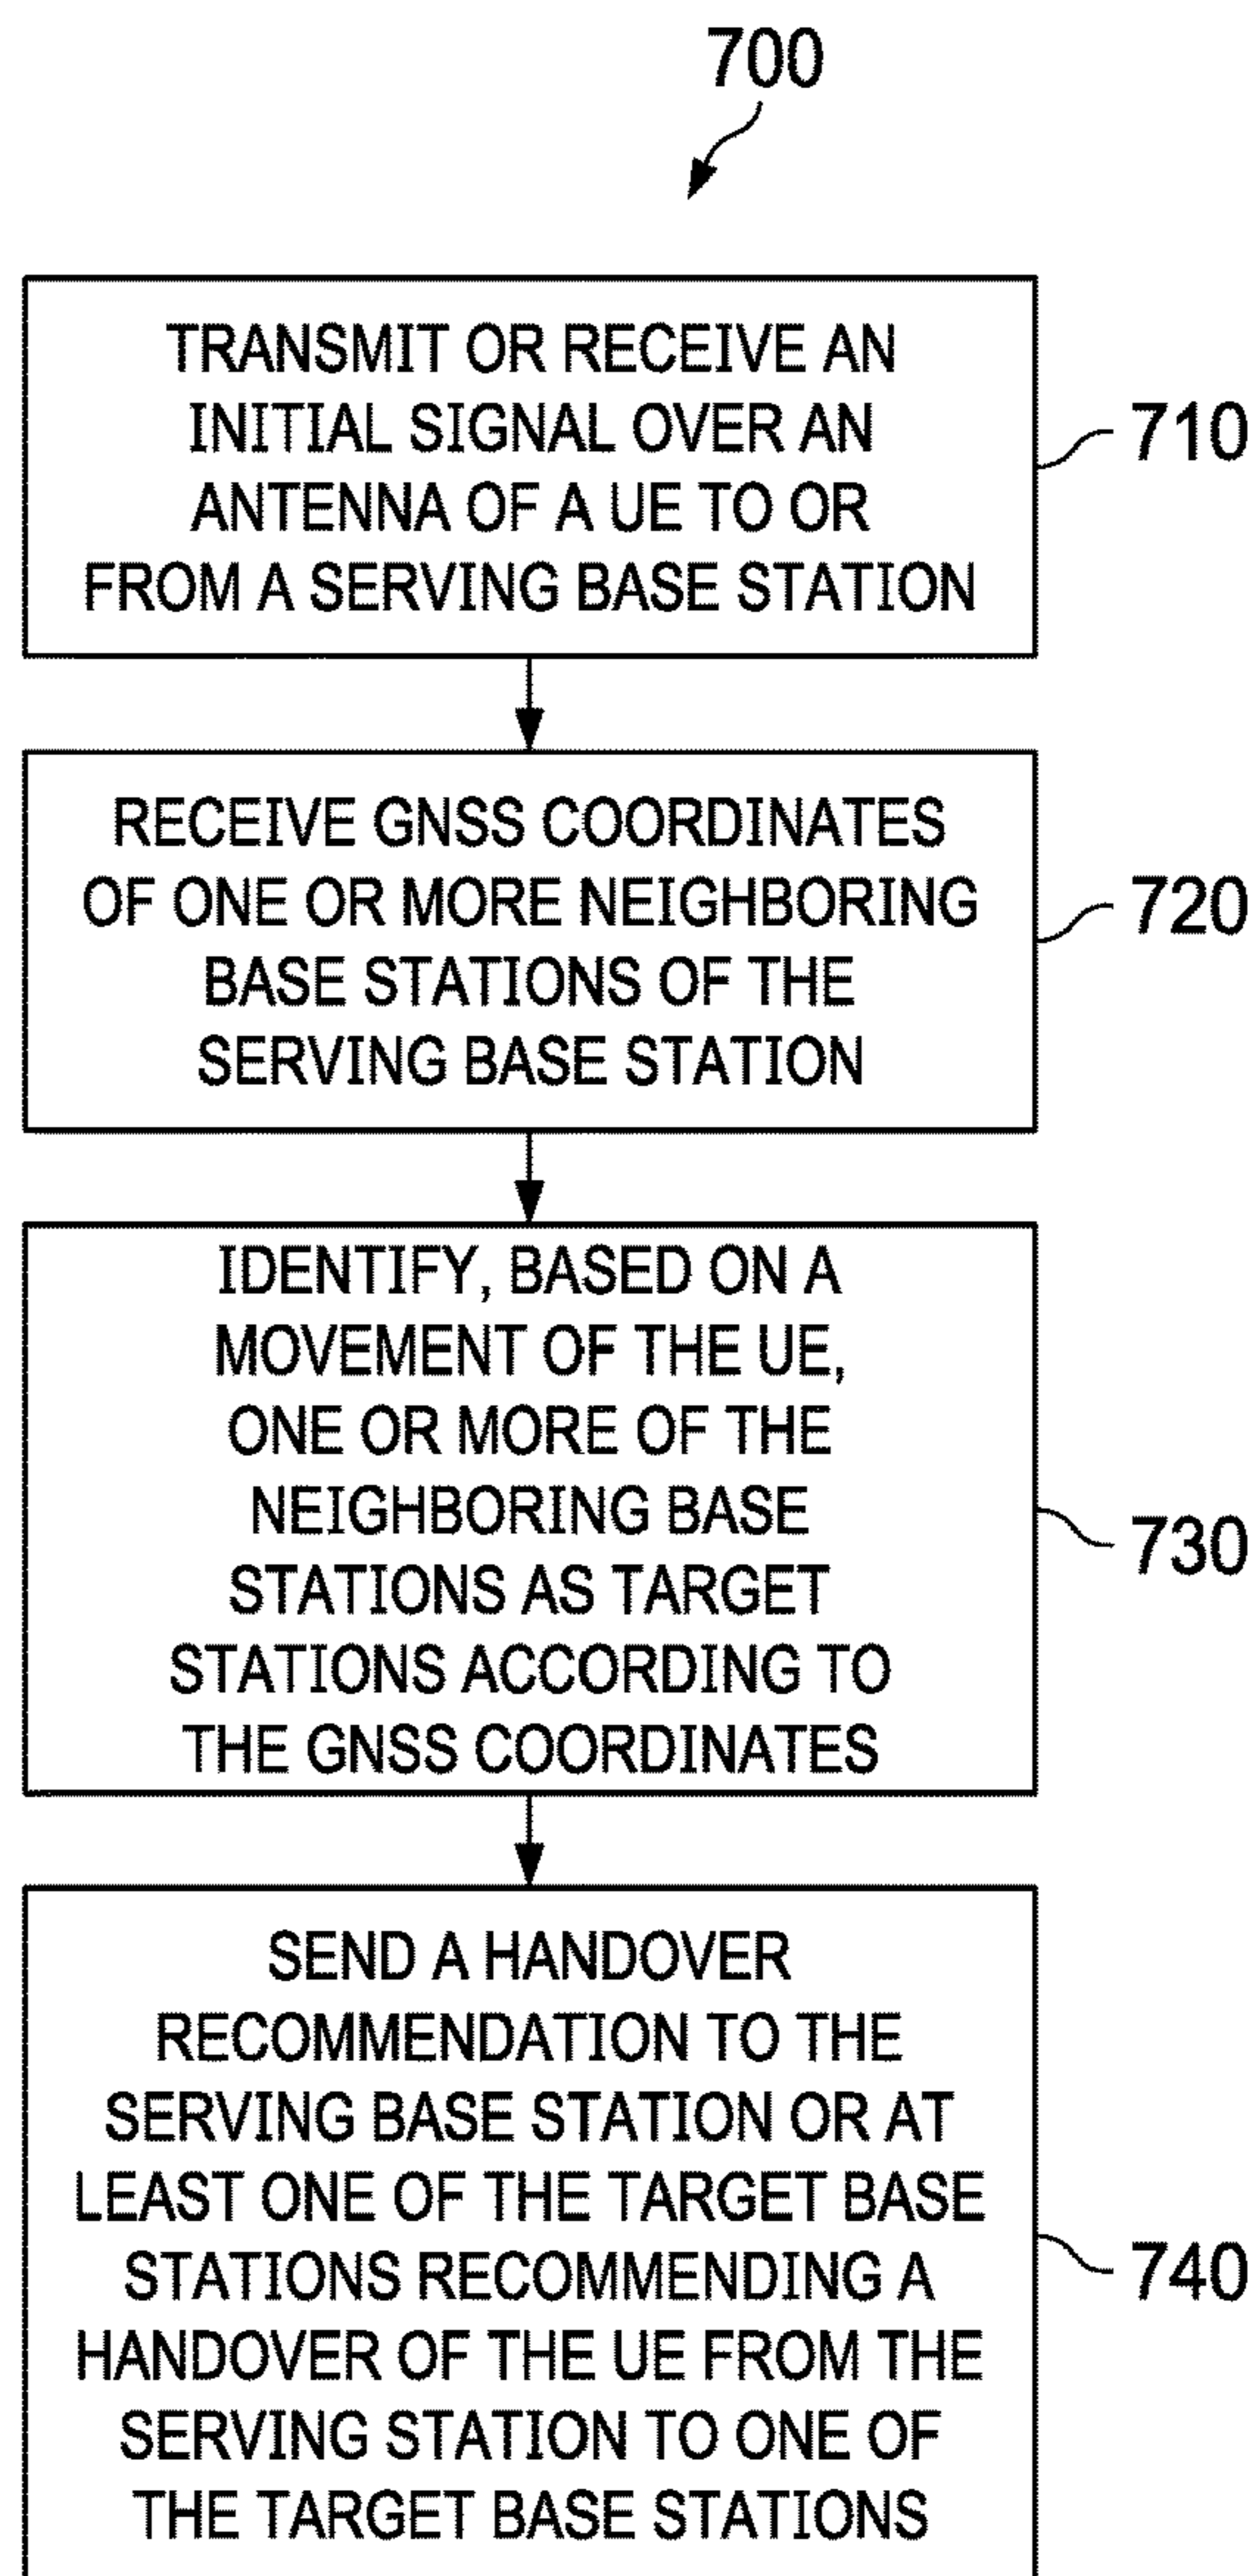 700
TRANSMIT OR RECEIVE AN
INITIAL SIGNAL OVER AN
ANTENNA OF A UE TO OR
FROM A SERVING BASE STATION
710
RECEIVE GNSS COORDINATES
OF ONE OR MORE NEIGHBORING
BASE STATIONS OF THE
SERVING BASE STATION
720
IDENTIFY, BASED ON A
MOVEMENT OF THE UE,
ONE OR MORE OF THE
NEIGHBORING BASE
STATIONS AS TARGET
STATIONS ACCORDING TO
THE GNSS COORDINATES
730
SEND A HANDOVER
RECOMMENDATION TO THE
SERVING BASE STATION OR AT
LEAST ONE OF THE TARGET BASE
STATIONS RECOMMENDING A
HANDOVER OF THE UE FROM THE
SERVING STATION TO ONE OF
THE TARGET BASE STATIONS
740